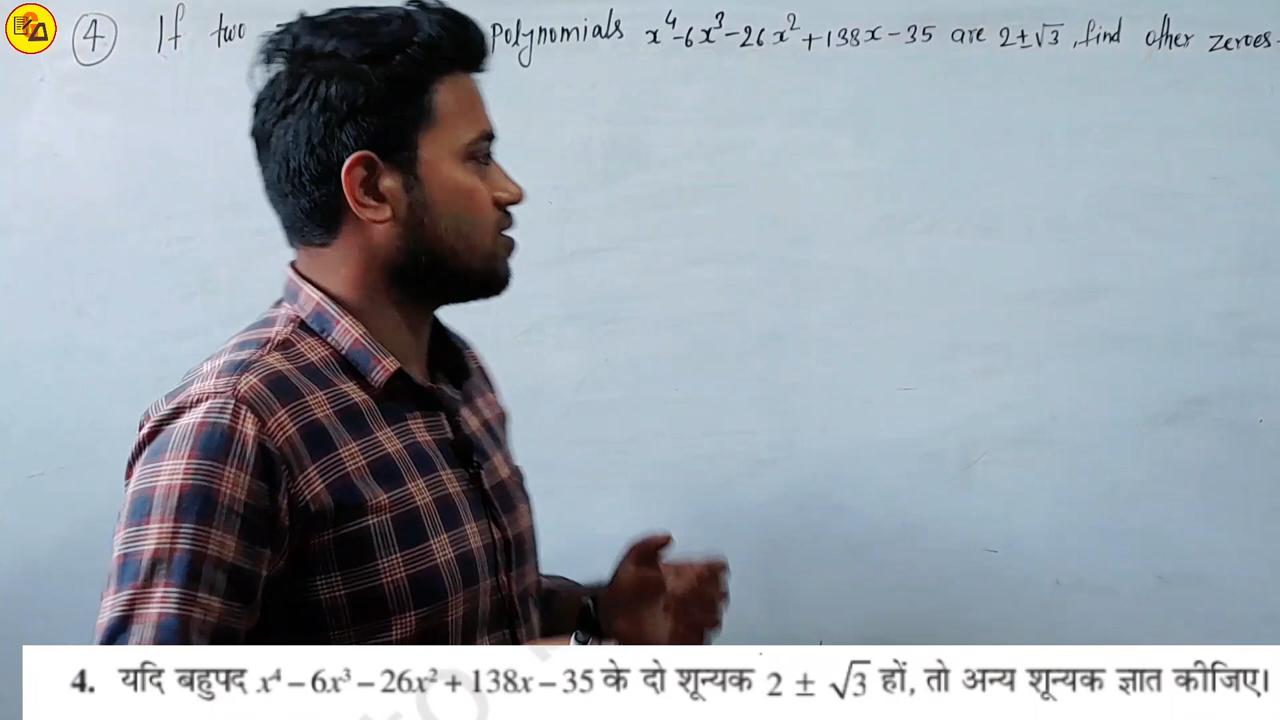 ④ If two polynomials x⁴-6x³-26x²+138x-35 are 2±√3, find other zeroes.
4. यदि बहुपद x⁴ – 6x³ – 26x² + 138x – 35 के दो शून्यक 2 ± √3 हों, तो अन्य शून्यक ज्ञात कीजिए।